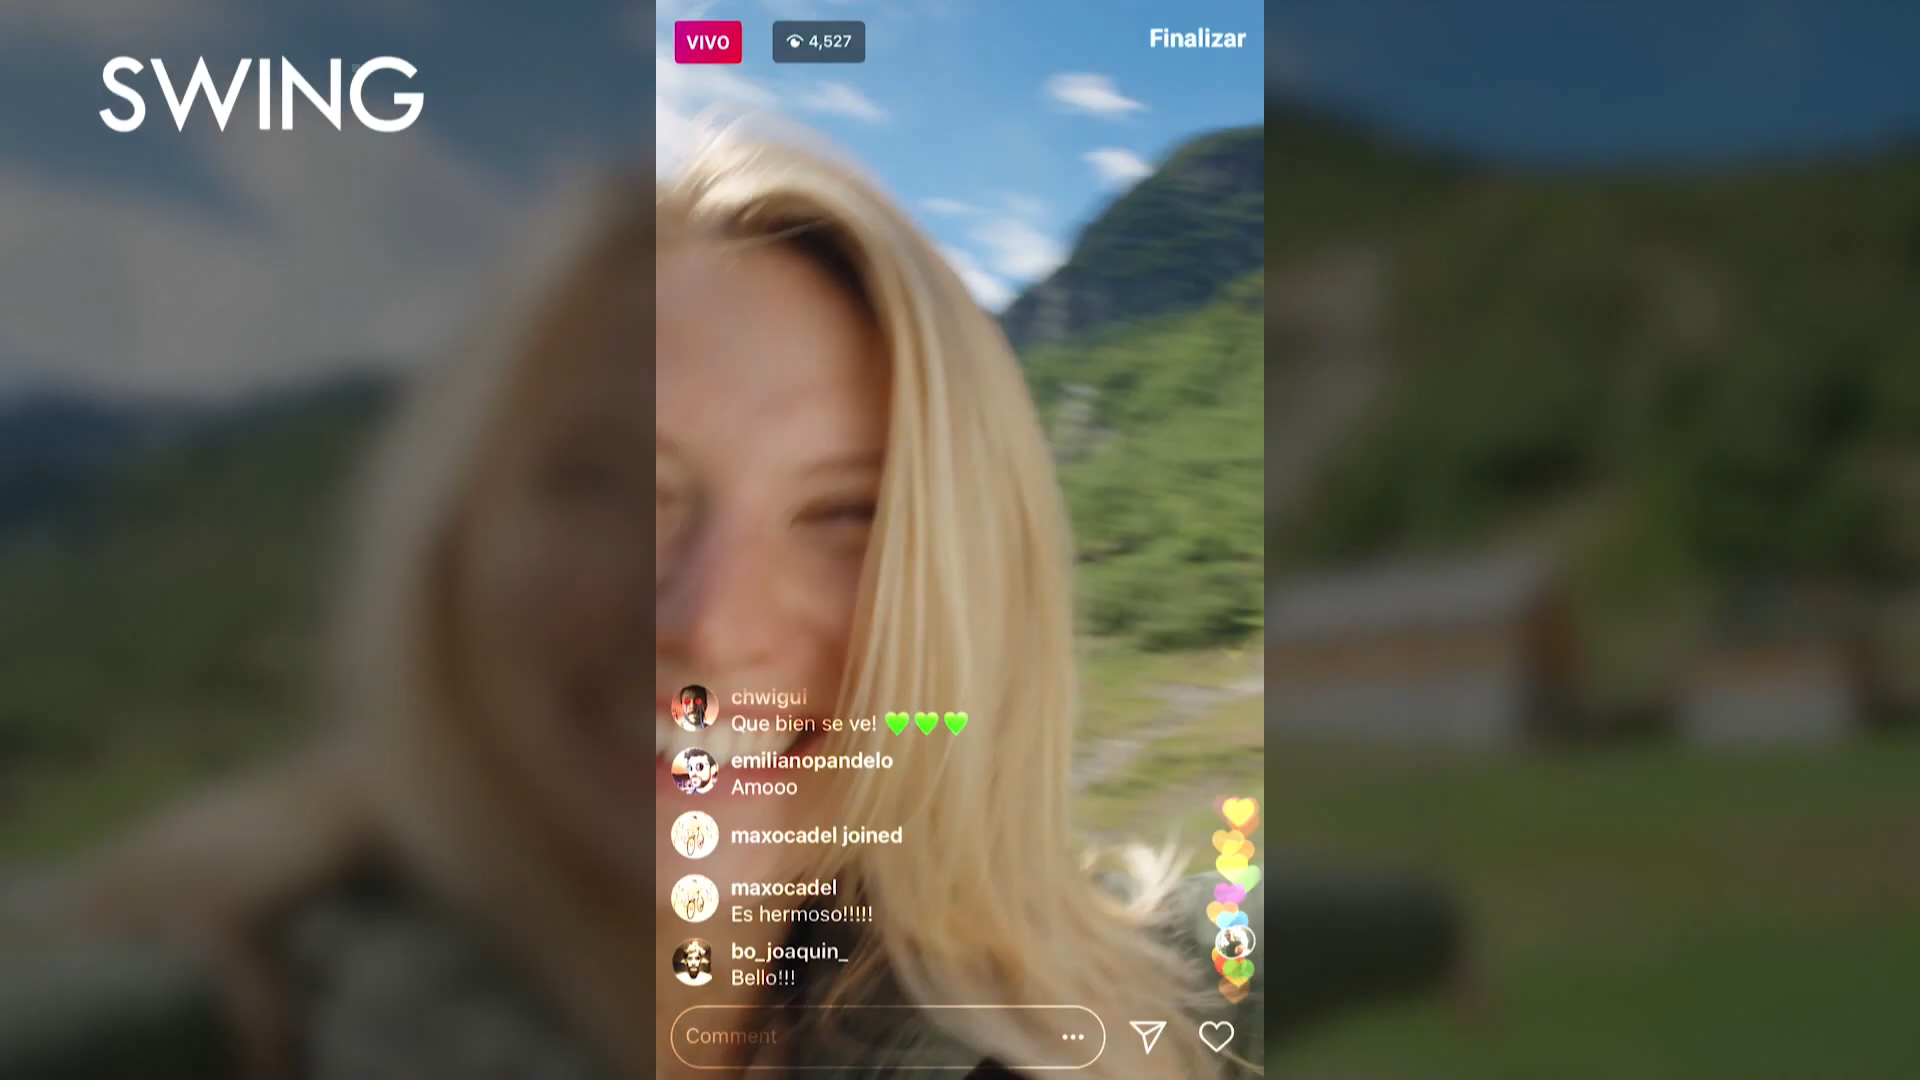 SWING
VIVO
4,527
Finalizar
chwigui
Que bien se ve! 💚💚💚
emilianopandelo
Amooo
maxocadel joined
maxocadel
Es hermoso!!!!!
bo_joaquin_
Bello!!!
Comment